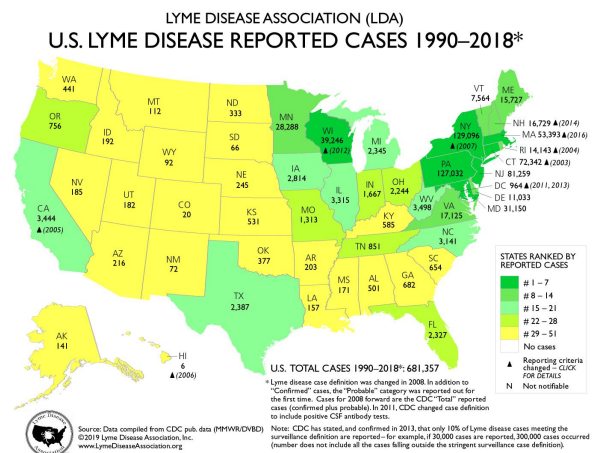 LYME DISEASE ASSOCIATION (LDA)
U.S. LYME DISEASE REPORTED CASES 1990–2018*
WA
441
OR
756
CA
3,444
▲(2005)
NV
185
ID
192
MT
112
WY
92
UT
182
AZ
216
CO
20
NM
72
ND
333
SD
66
NE
245
KS
531
OK
377
TX
2,387
MN
28,288
IA
2,814
MO
1,313
AR
203
LA
157
WI
39,246
▲(2012)
IL
3,315
MI
2,345
IN
1,667
OH
2,244
KY
585
TN 851
MS
171
AL
501
GA
682
FL
2,327
SC
654
NC
3,141
VA
17,125
WV
3,498
PA
127,032
NY
129,096
▲(2007)
VT
7,564
ME
15,727
NH 16,729 ▲(2014)
MA 53,393 ▲(2016)
RI 14,143 ▲(2004)
CT 72,342 ▲(2003)
NJ 81,259
DC 964 ▲(2011, 2013)
DE 11,033
MD 31,150
AK
141
HI
6
▲(2006)
STATES RANKED BY
REPORTED CASES
# 1 – 7
# 8 – 14
# 15 – 21
# 22 – 28
# 29 – 51
No cases
▲ Reporting criteria
changed – CLICK
FOR DETAILS
N Not notifiable
U.S. TOTAL CASES 1990–2018*: 681,357
* Lyme disease case definition was changed in 2008. In addition to
"Confirmed" cases, the "Probable" category was reported out for
the first time. Cases for 2008 forward are the CDC "Total" reported
cases (confirmed plus probable). In 2011, CDC changed case definition
to include positive CSF antibody tests.
Note: CDC has stated, and confirmed in 2013, that only 10% of Lyme disease cases meeting the
surveillance definition are reported – for example, if 30,000 cases are reported, 300,000 cases occurred
(number does not include all the cases falling outside the stringent surveillance case definition).
Lyme Disease
Association
Source: Data compiled from CDC pub. data (MMWR/DVBD)
©2019 Lyme Disease Association, Inc.
www.LymeDiseaseAssociation.org